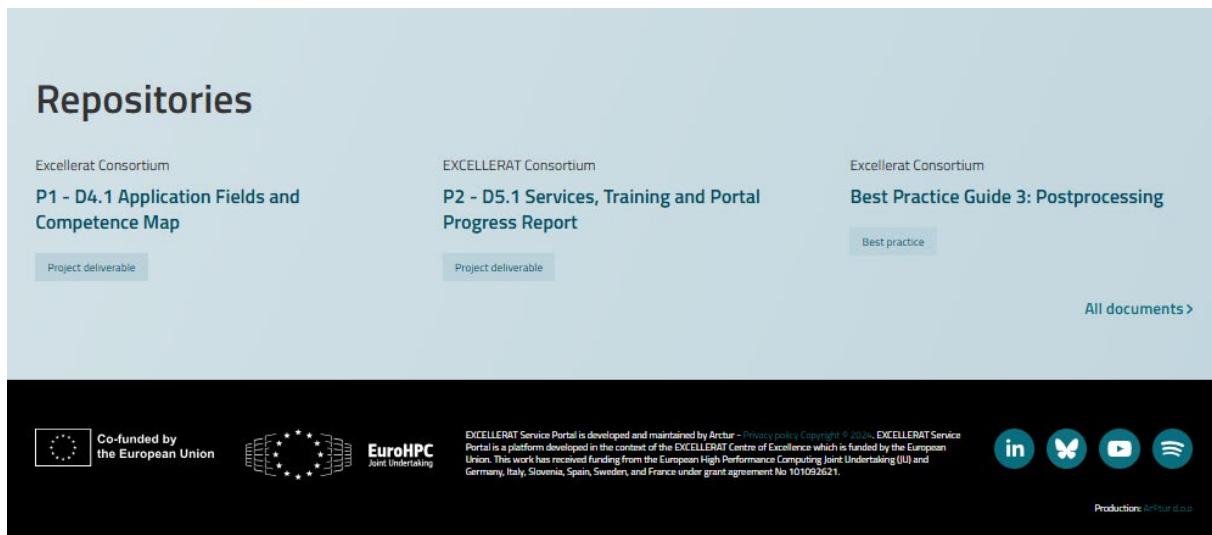 Repositories
Excellerat Consortium
P1 - D4.1 Application Fields and
Competence Map
Project deliverable
EXCELLERAT Consortium
P2 - D5.1 Services, Training and Portal
Progress Report
Project deliverable
Excellerat Consortium
Best Practice Guide 3: Postprocessing
Best practice
All documents >
Co-funded by
the European Union
EuroHPC
Joint Undertaking
EXCELLERAT Service Portal is developed and maintained by Arctur - Privacy policy Copyright © 2024. EXCELLERAT Service
Portal is a platform developed in the context of the EXCELLERAT Centre of Excellence which is funded by the European
Union. This work has received funding from the European High Performance Computing Joint Undertaking (JU) and
Germany, Italy, Slovenia, Spain, Sweden, and France under grant agreement No 101092621.
in
Production: d.o.o